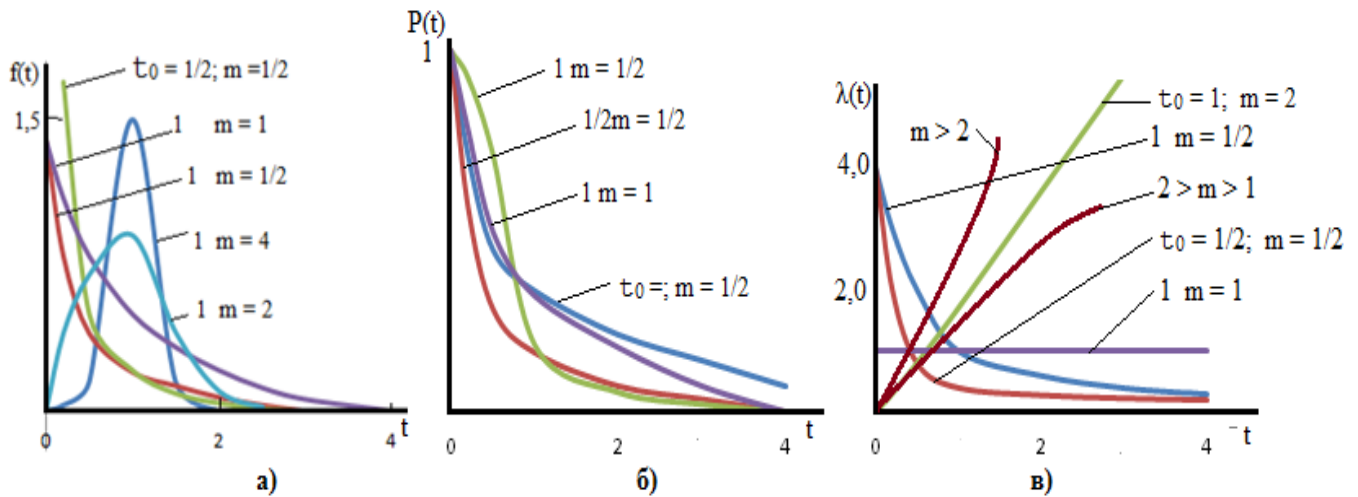 f(t)
1,5
t₀ = 1/2; m =1/2
1 m = 1
1 m = 1/2
1 m = 4
1 m = 2
0
2
4
t
а)
P(t)
1
1 m = 1/2
1/2m = 1/2
1 m = 1
t₀ =; m = 1/2
0
2
4
t
б)
λ(t)
4,0
2,0
m > 2
t₀ = 1; m = 2
1 m = 1/2
2 > m > 1
t₀ = 1/2; m = 1/2
1 m = 1
0
2
4
t
в)